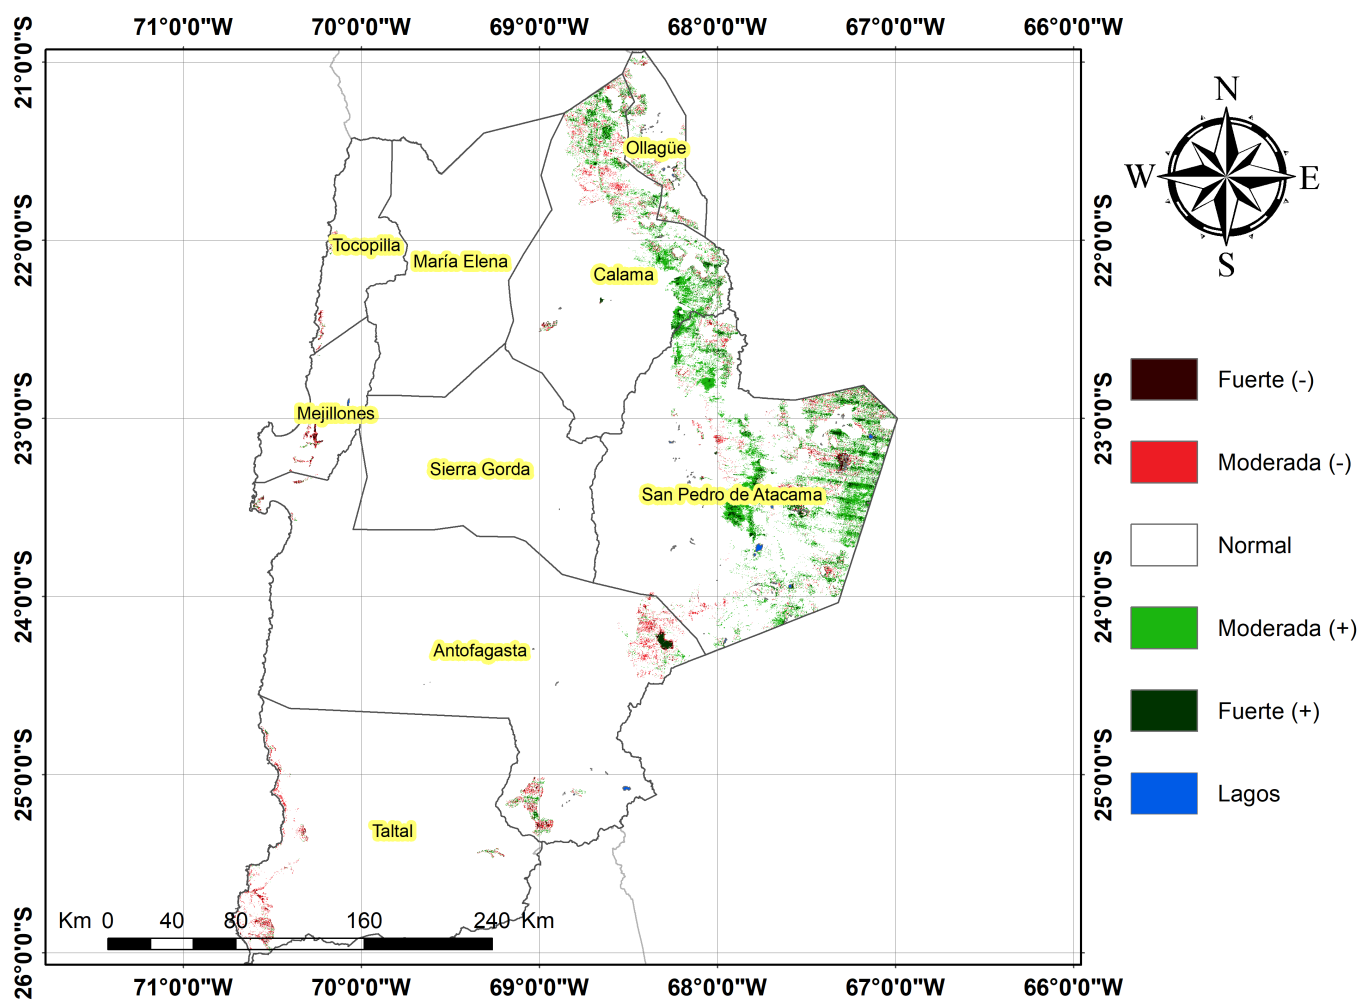 71°0'0"W 70°0'0"W 69°0'0"W 68°0'0"W 67°0'0"W 66°0'0"W
21°0'0"S
22°0'0"S
23°0'0"S
24°0'0"S
25°0'0"S
26°0'0"S
Ollagüe
Tocopilla
María Elena
Calama
Mejillones
Sierra Gorda
San Pedro de Atacama
Antofagasta
Taltal
N
W E
S
22°0'0"S
23°0'0"S
24°0'0"S
25°0'0"S
Fuerte (-)
Moderada (-)
Normal
Moderada (+)
Fuerte (+)
Lagos
Km 0 40 80 160 240 Km
71°0'0"W 70°0'0"W 69°0'0"W 68°0'0"W 67°0'0"W 66°0'0"W